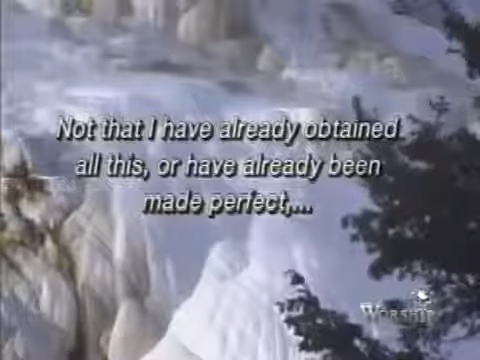 Not that I have already obtained
all this, or have already been
made perfect,...
WORSHIP